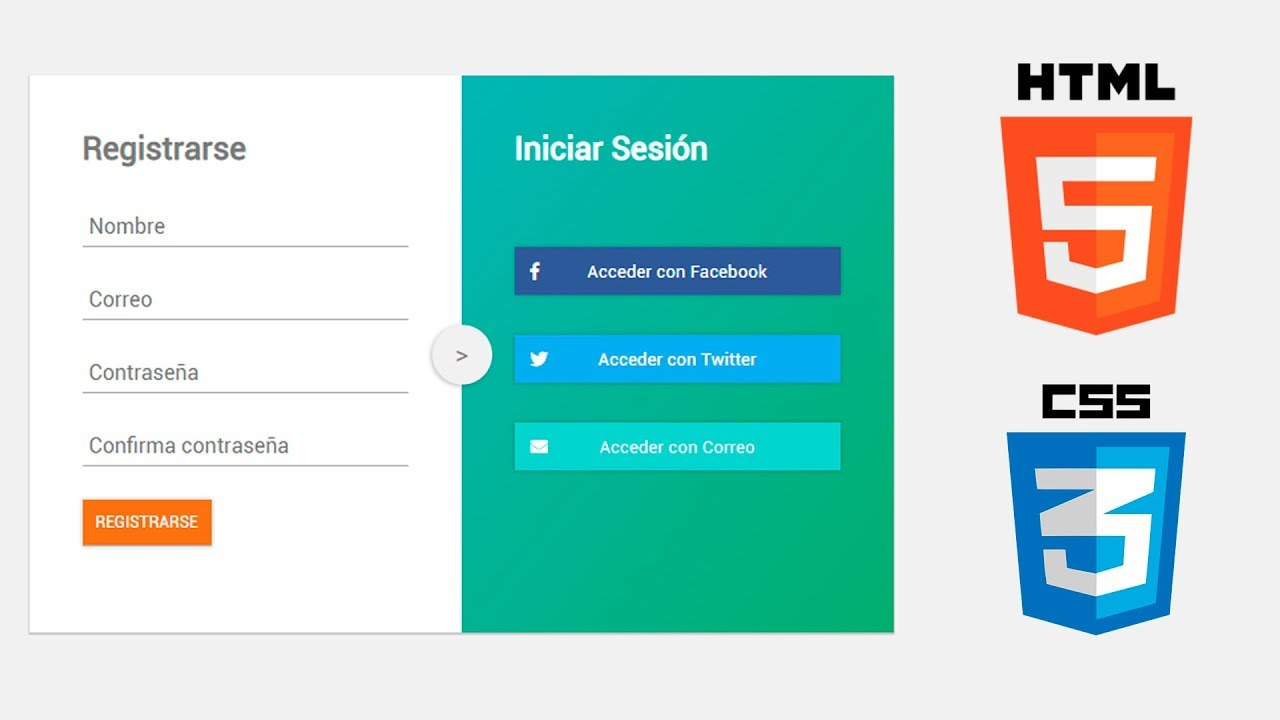 Registrarse
Nombre
Correo
Contraseña
Confirma contraseña
REGISTRARSE
>
Iniciar Sesión
Acceder con Facebook
Acceder con Twitter
Acceder con Correo
HTML
5
CSS
3